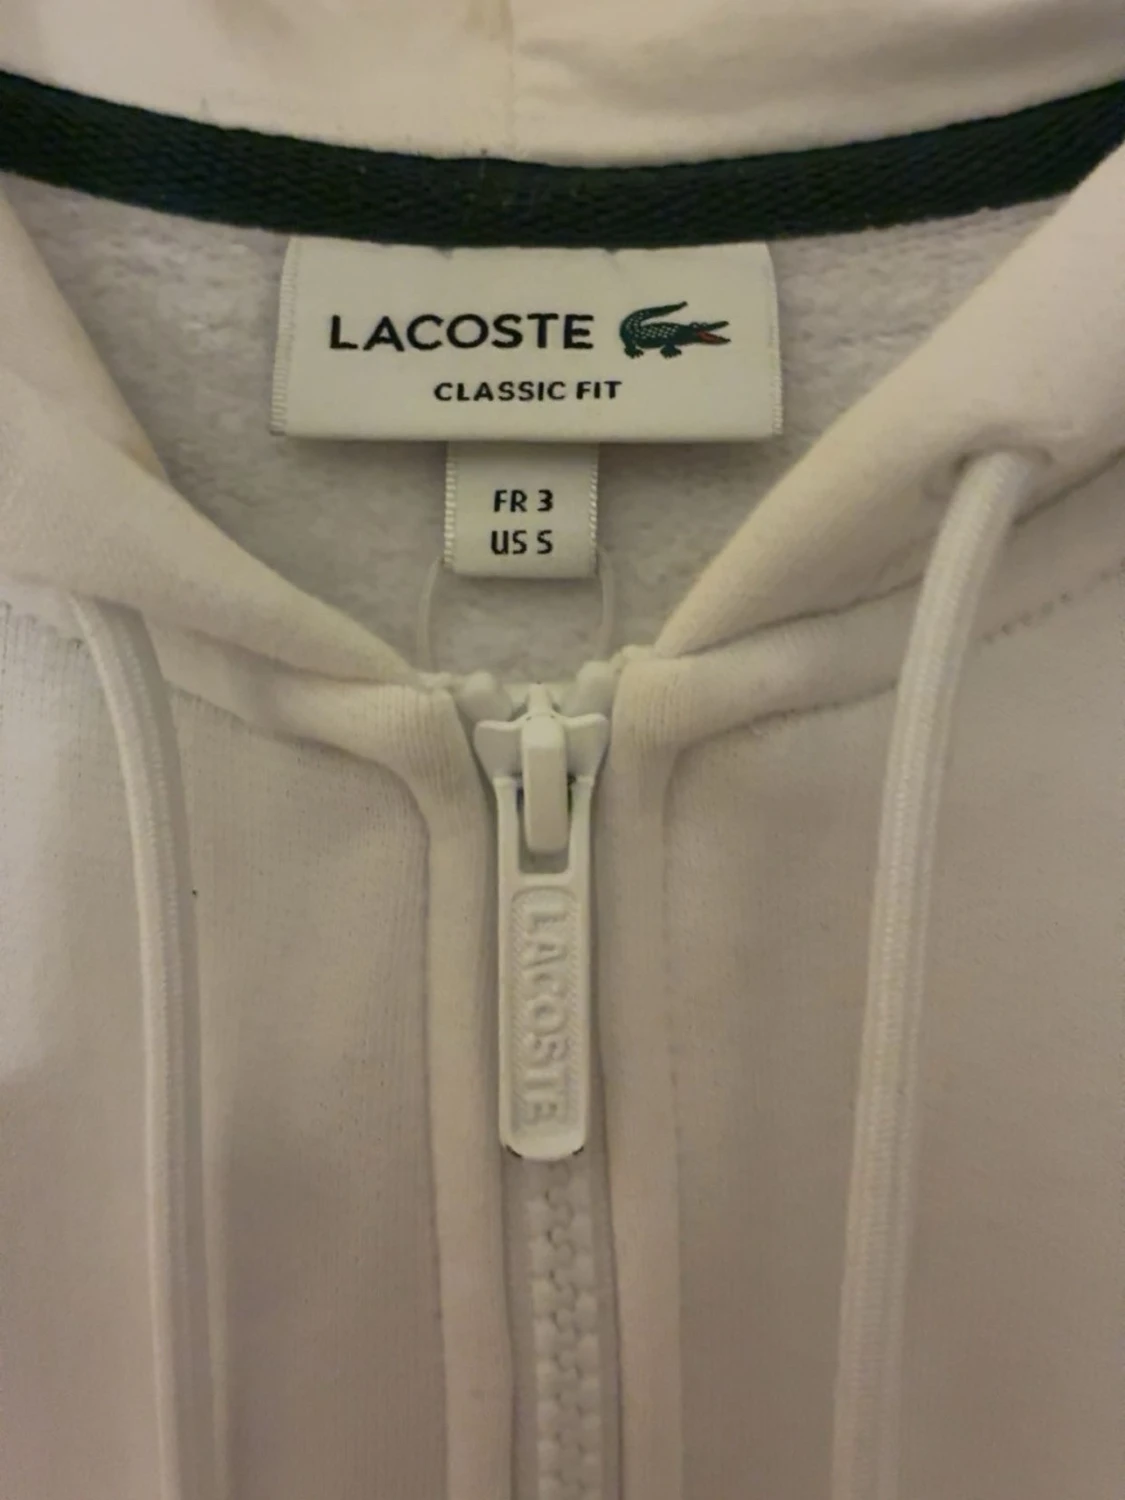 LACOSTE
CLASSIC FIT
FR 3
US S
LACOSTE